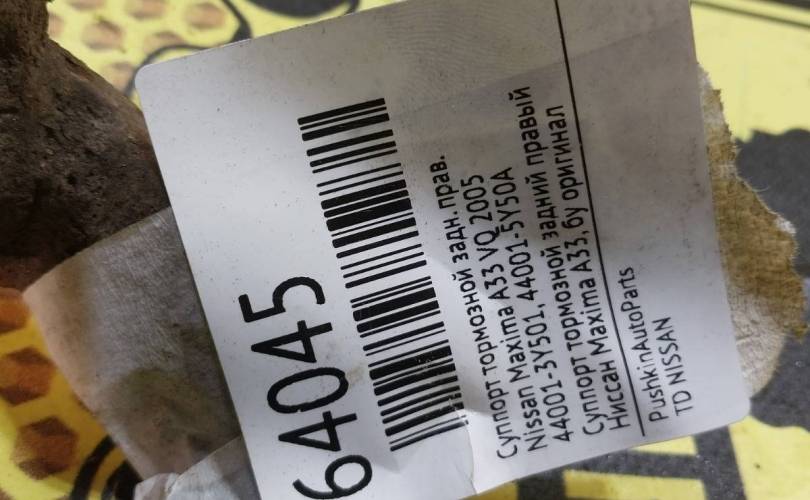 64045
Суппорт тормозной задн. прав.
Nissan Maxima A33 VQ 2005
44001-3Y501, 44001-5Y50A
Суппорт тормозной задний правый
Ниссан Maxima A33, бу оригинал
PushkinAutoParts
TD NISSAN